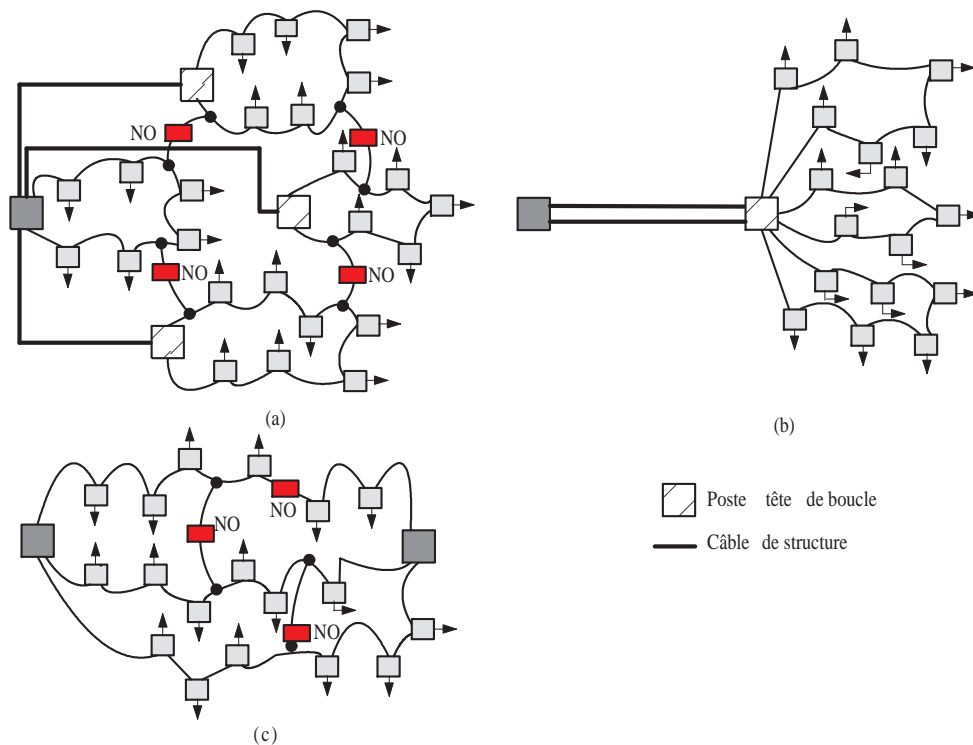 NO
NO
NO
NO
(a)
(b)
Poste tête de boucle
Câble de structure
NO
NO
NO
(c)